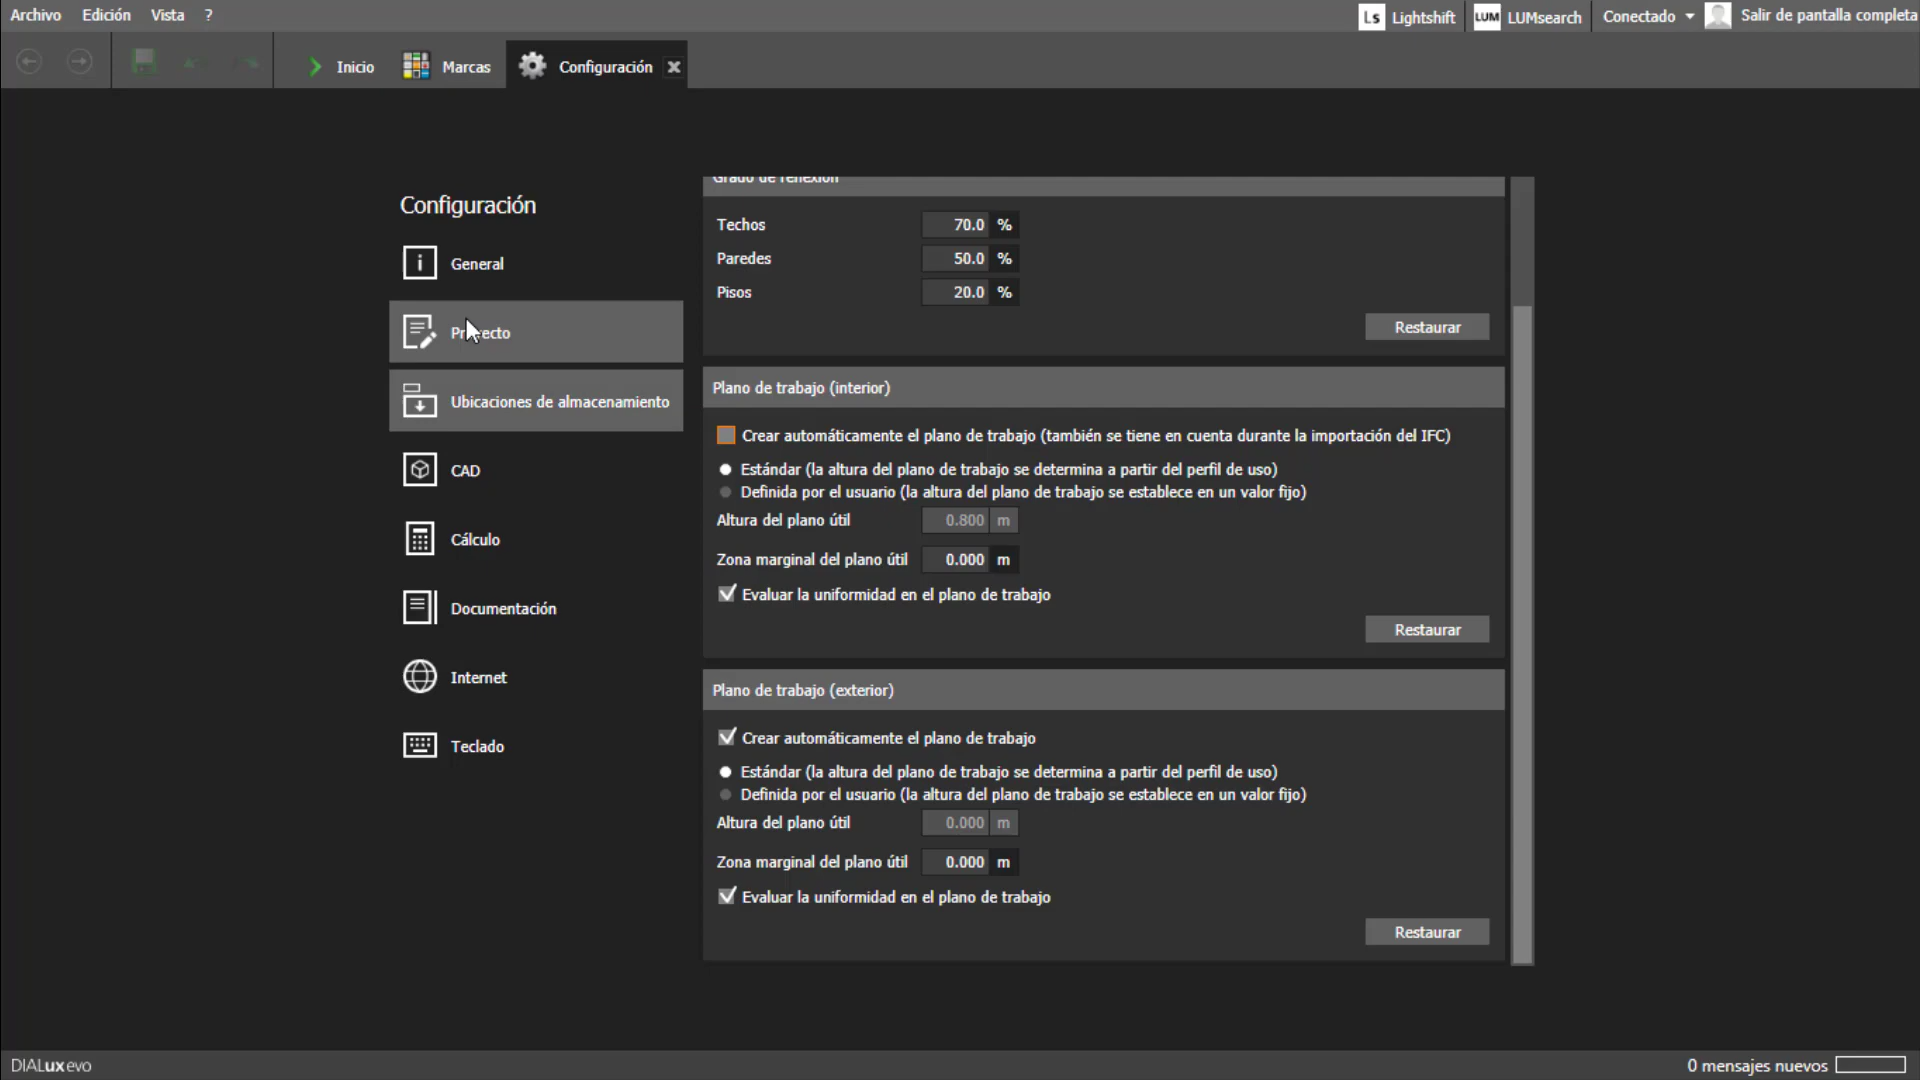 Archivo Edición Vista ?
Ls Lightshift LUM LUMsearch Conectado Salir de pantalla completa
Inicio Marcas Configuración
Configuración
General
Proyecto
Ubicaciones de almacenamiento
CAD
Cálculo
Documentación
Internet
Teclado
Grado de reflexión
Techos 70.0 %
Paredes 50.0 %
Pisos 20.0 %
Restaurar
Plano de trabajo (interior)
Crear automáticamente el plano de trabajo (también se tiene en cuenta durante la importación del IFC)
Estándar (la altura del plano de trabajo se determina a partir del perfil de uso)
Definida por el usuario (la altura del plano de trabajo se establece en un valor fijo)
Altura del plano útil 0.800 m
Zona marginal del plano útil 0.000 m
Evaluar la uniformidad en el plano de trabajo
Restaurar
Plano de trabajo (exterior)
Crear automáticamente el plano de trabajo
Estándar (la altura del plano de trabajo se determina a partir del perfil de uso)
Definida por el usuario (la altura del plano de trabajo se establece en un valor fijo)
Altura del plano útil 0.000 m
Zona marginal del plano útil 0.000 m
Evaluar la uniformidad en el plano de trabajo
Restaurar
DIALux evo
0 mensajes nuevos